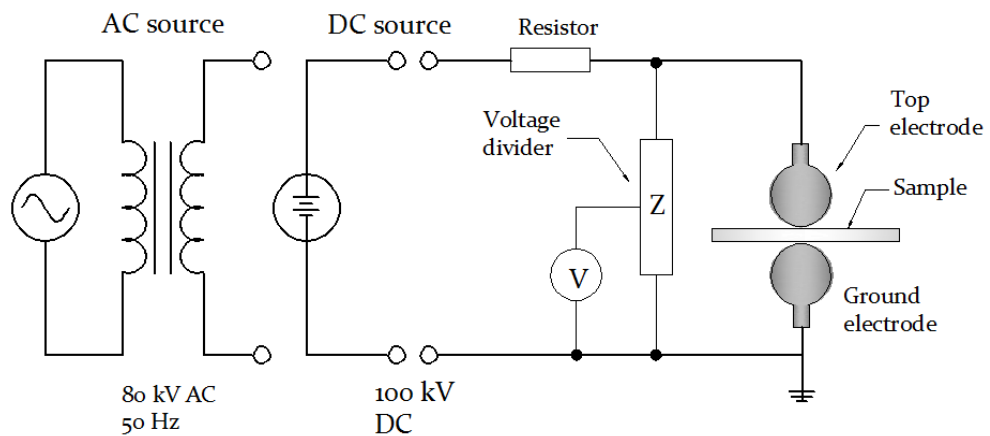 AC source
DC source
Resistor
Top
electrode
Voltage
divider
Sample
Z
V
Ground
electrode
80 kV AC
50 Hz
100 kV
DC